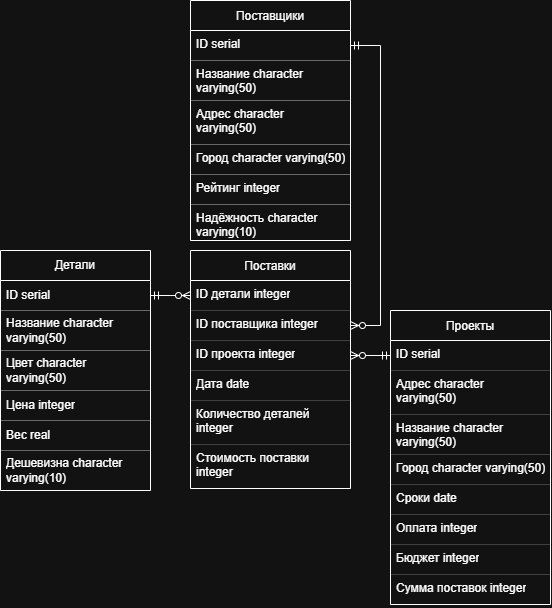 Поставщики
ID serial
Название character
varying(50)
Адрес character
varying(50)
Город character varying(50)
Рейтинг integer
Надёжность character
varying(10)
Детали
ID serial
Название character
varying(50)
Цвет character
varying(50)
Цена integer
Вес real
Дешевизна character
varying(10)
Поставки
ID детали integer
ID поставщика integer
ID проекта integer
Дата date
Количество деталей
integer
Стоимость поставки
integer
Проекты
ID serial
Адрес character
varying(50)
Название character
varying(50)
Город character varying(50)
Сроки date
Оплата integer
Бюджет integer
Сумма поставок integer